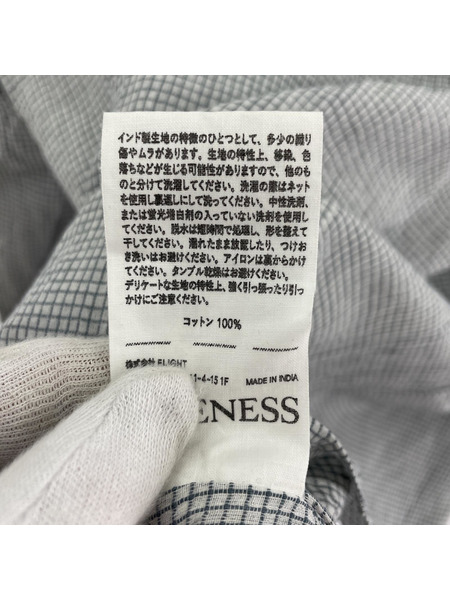 インド製生地の特徴のひとつとして、多少の織り
傷やムラがあります。生地の特性上、移染、色
落ちなどが生じる可能性がありますので、他のも
のと分けて洗濯してください。洗濯の際はネット
を使用し裏返しにして洗ってください。中性洗剤、
または蛍光増白剤の入っていない洗剤を使用し
てください。脱水は短時間で処理し、形を整えて
干してください。濡れたまま放置したり、つけお
き洗いはお避けください。アイロンは裏からかけ
てください。タンブル乾燥はお避けください。
デリケートな生地の特性上、強く引っ張ったり引っ
かけにご注意ください。
コットン 100%
株式会社 FLIGHT
1-4-15 1F MADE IN INDIA
ENESS